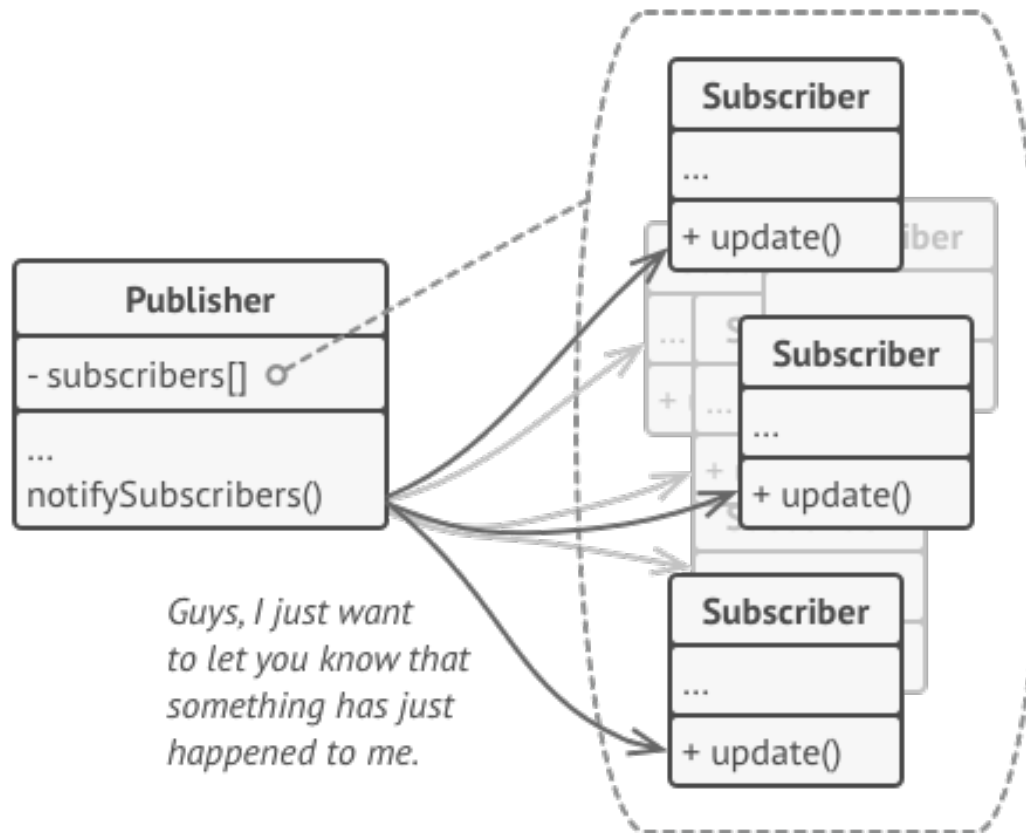 Subscriber
...
+ update()
Publisher
- subscribers[]
...
notifySubscribers()
iber
...
+
S
...
+
S
Subscriber
...
+ update()
Guys, I just want
to let you know that
something has just
happened to me.
Subscriber
...
+ update()